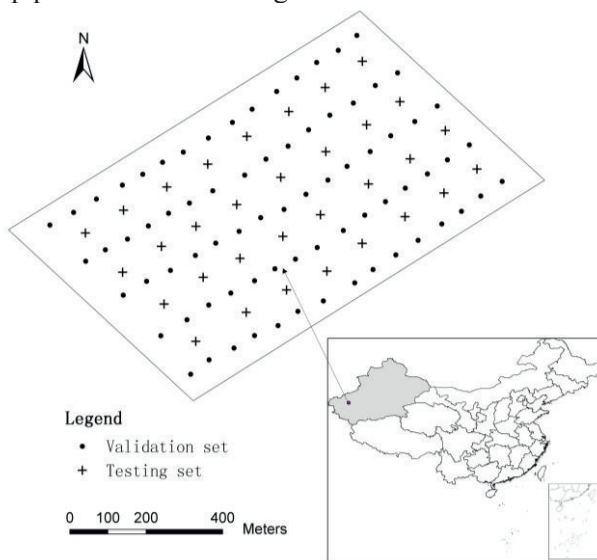 N
Legend
Validation set
Testing set
0 100 200 400 Meters